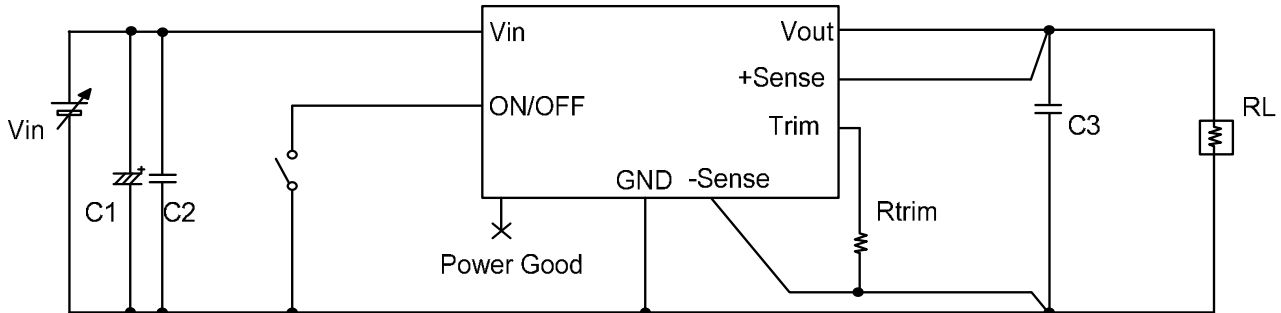 Vin
Vout
+Sense
ON/OFF
Trim
Vin
C3
RL
GND
-Sense
+
C1
C2
Rtrim
Power Good